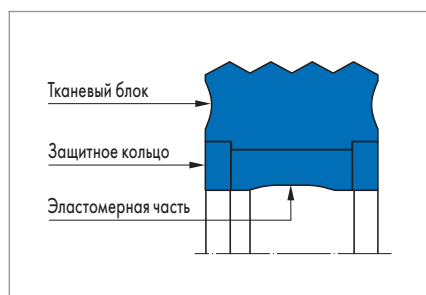 Тканевый блок
Защитное кольцо
Эластомерная часть